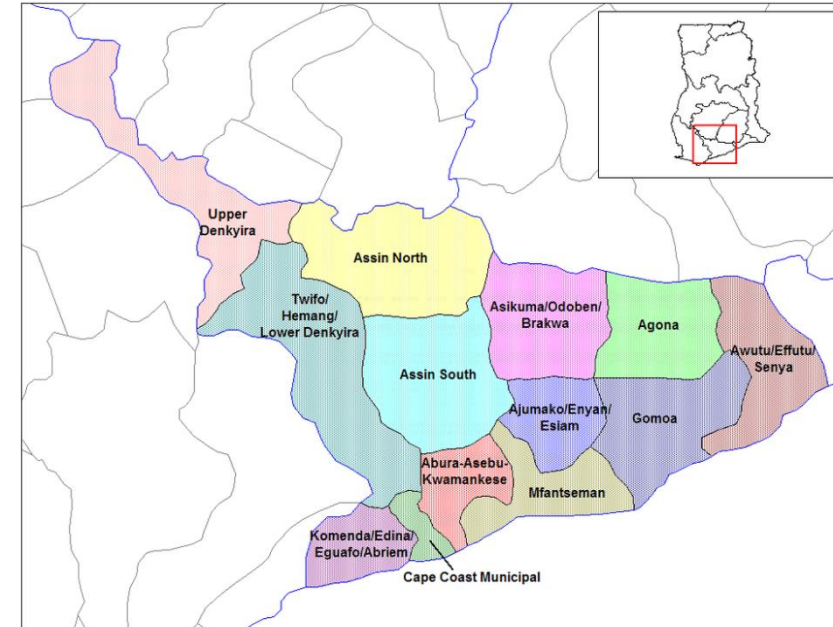 Upper
Denkyira
Assin North
Twifo/
Hemang/
Lower Denkyira
Asikuma/Odoben/
Brakwa
Agona
Awutu/Effutu/
Senya
Assin South
Ajumako/Enyan/
Esiam
Gomoa
Abura-Asebu-
Kwamankese
Mfantseman
Komenda/Edina/
Eguafo/Abriem
Cape Coast Municipal